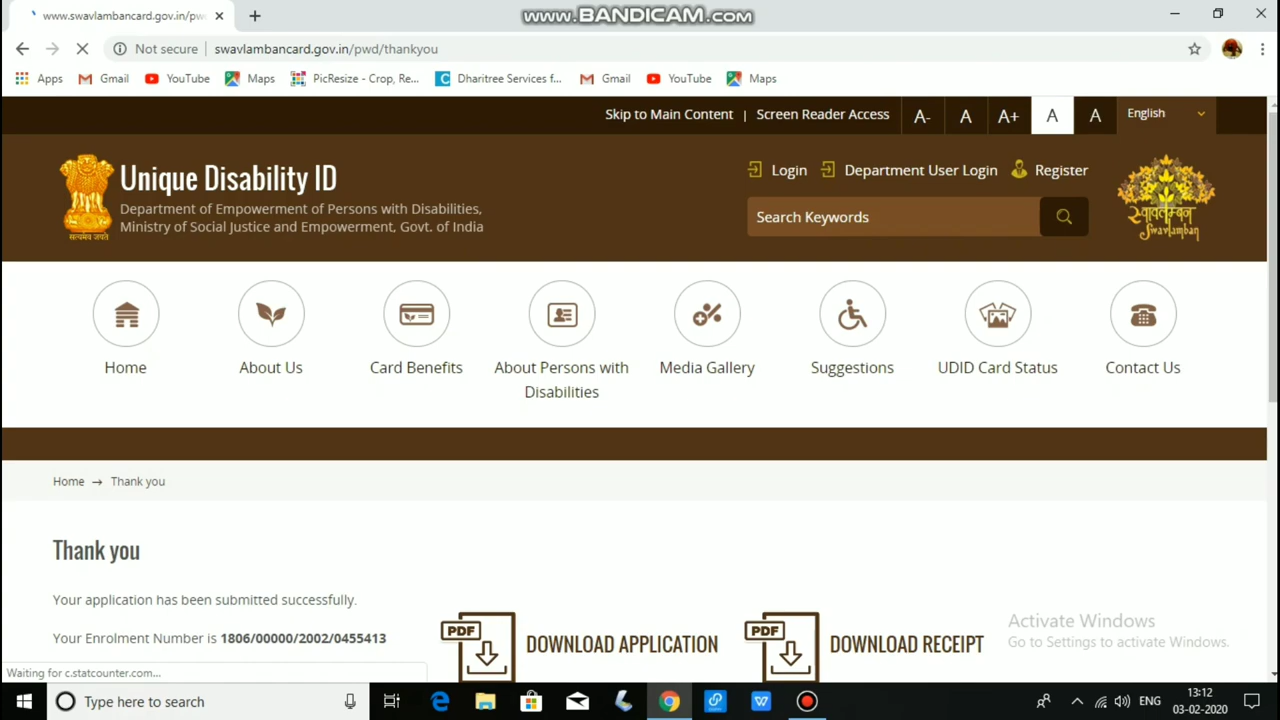 www.swavlambancard.gov.in/pw
www.BANDICAM.com
Not secure | swavlambancard.gov.in/pwd/thankyou
Apps Gmail YouTube Maps PicResize - Crop, Re... Dharitree Services f... Gmail YouTube Maps
Skip to Main Content | Screen Reader Access A- A A+ A A English
Unique Disability ID
Department of Empowerment of Persons with Disabilities,
Ministry of Social Justice and Empowerment, Govt. of India
सत्यमेव जयते
Login Department User Login Register
Search Keywords
स्वावलम्बन
Swavlamban
Home About Us Card Benefits About Persons with Disabilities Media Gallery Suggestions UDID Card Status Contact Us
Home → Thank you
Thank you
Your application has been submitted successfully.
Your Enrolment Number is 1806/00000/2002/0455413
PDF DOWNLOAD APPLICATION
PDF DOWNLOAD RECEIPT
Activate Windows
Go to Settings to activate Windows.
Waiting for c.statcounter.com...
Type here to search
ENG
13:12
03-02-2020